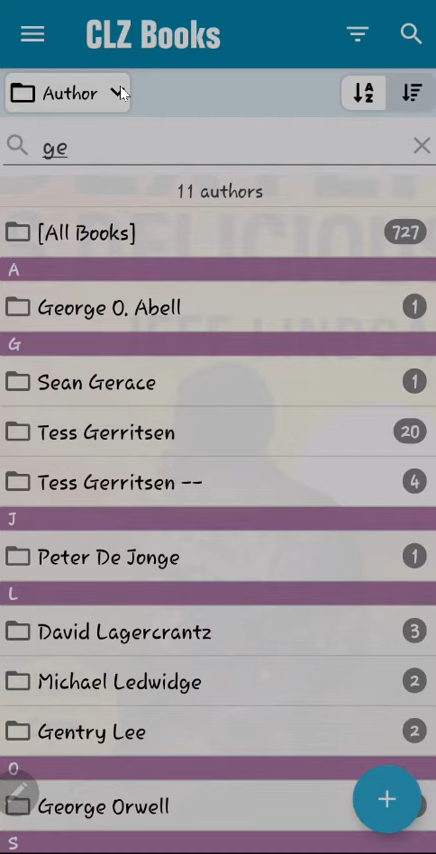 CLZ Books
Author
A
Z
ge
11 authors
[All Books] 727
A
George O. Abell 1
G
Sean Gerace 1
Tess Gerritsen 20
Tess Gerritsen -- 4
J
Peter De Jonge 1
L
David Lagercrantz 3
Michael Ledwidge 2
Gentry Lee 2
O
George Orwell
S